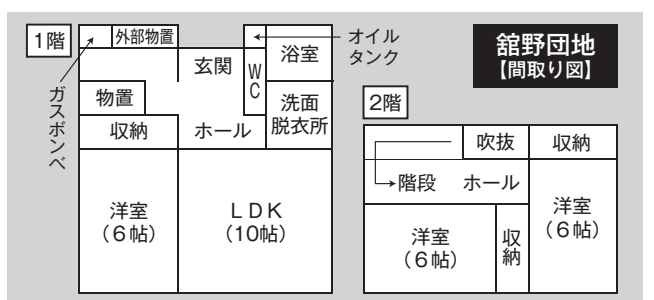 1階
外部物置
オイル
タンク
舘野団地
【間取り図】
玄関
WC
浴室
ガスボンベ
物置
洗面
脱衣所
収納
ホール
洋室
（6帖）
LDK
（10帖）
2階
吹抜
収納
階段
ホール
洋室
（6帖）
収納
洋室
（6帖）